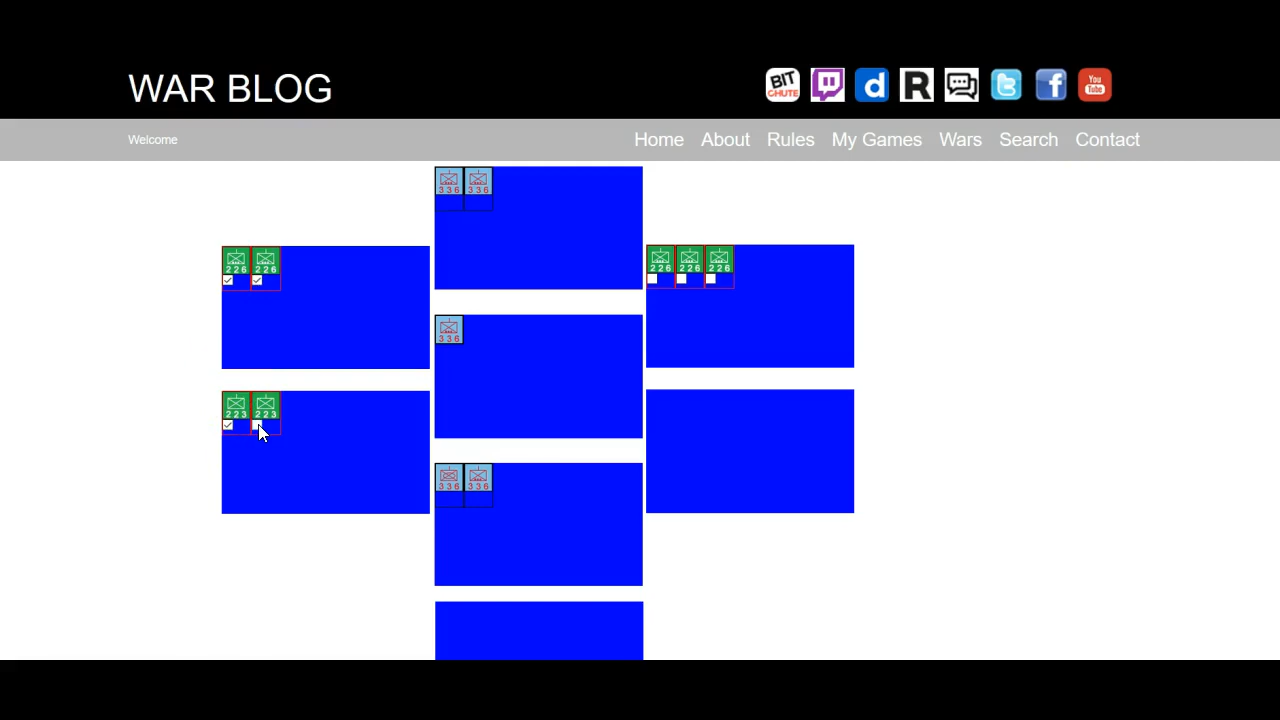 WAR BLOG
BIT CHUTE
d
R
t
f
You Tube
Welcome
Home About Rules My Games Wars Search Contact
3 3 6 3 3 6
2 2 6 2 2 6
2 2 6 2 2 6 2 2 6
3 3 6
2 2 3 2 2 3
3 3 6 3 3 6